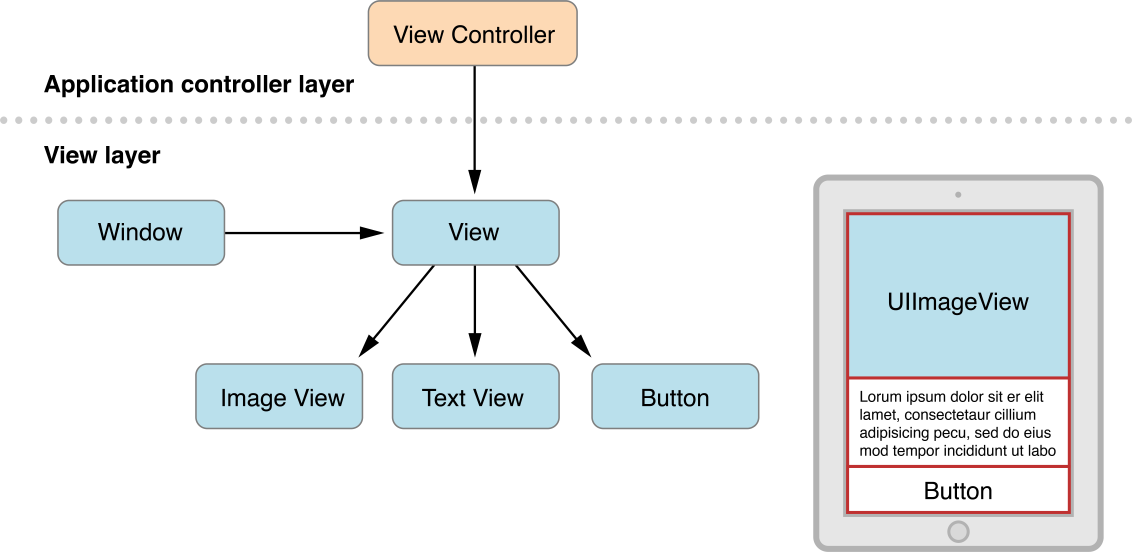 View Controller
Application controller layer
View layer
Window
View
Image View
Text View
Button
UIImageView
Lorum ipsum dolor sit er elit
lamet, consectetaur cillium
adipisicing pecu, sed do eius
mod tempor incididunt ut labo
Button